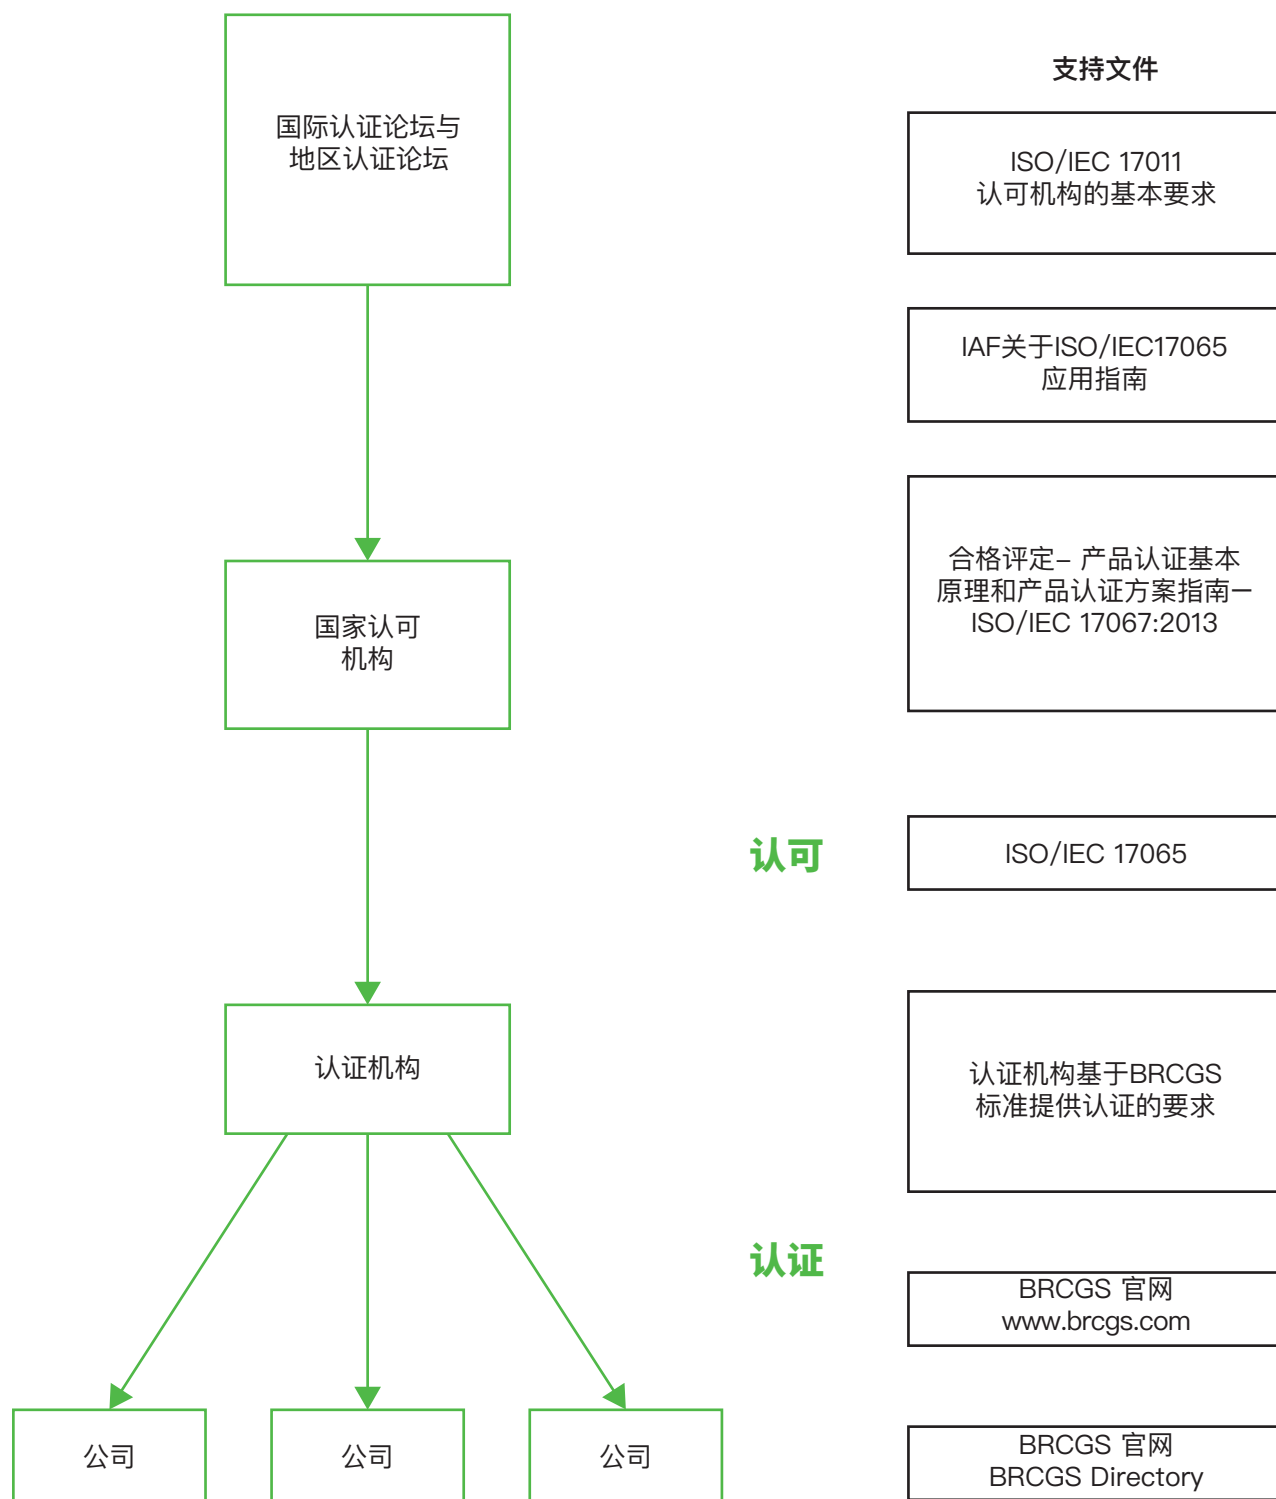 国际认证论坛与
地区认证论坛
国家认可
机构
认证机构
公司
公司
公司
认可
认证
支持文件
ISO/IEC 17011
认可机构的基本要求
IAF关于ISO/IEC17065
应用指南
合格评定– 产品认证基本
原理和产品认证方案指南—
ISO/IEC 17067:2013
ISO/IEC 17065
认证机构基于BRCGS
标准提供认证的要求
BRCGS 官网
www.brcgs.com
BRCGS 官网
BRCGS Directory